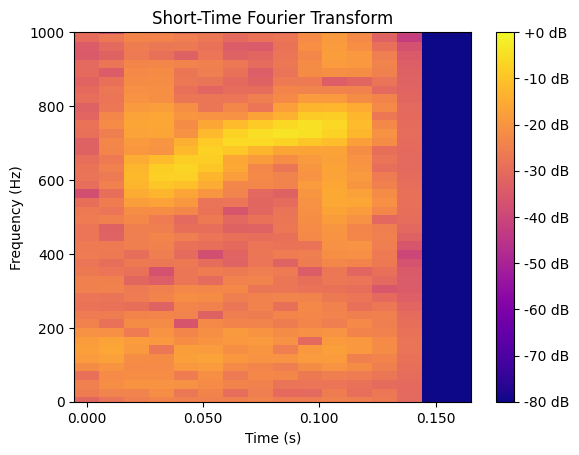 Short-Time Fourier Transform
1000
800
600
400
200
0
Frequency (Hz)
0.000
0.050
0.100
0.150
Time (s)
+0 dB
-10 dB
-20 dB
-30 dB
-40 dB
-50 dB
-60 dB
-70 dB
-80 dB